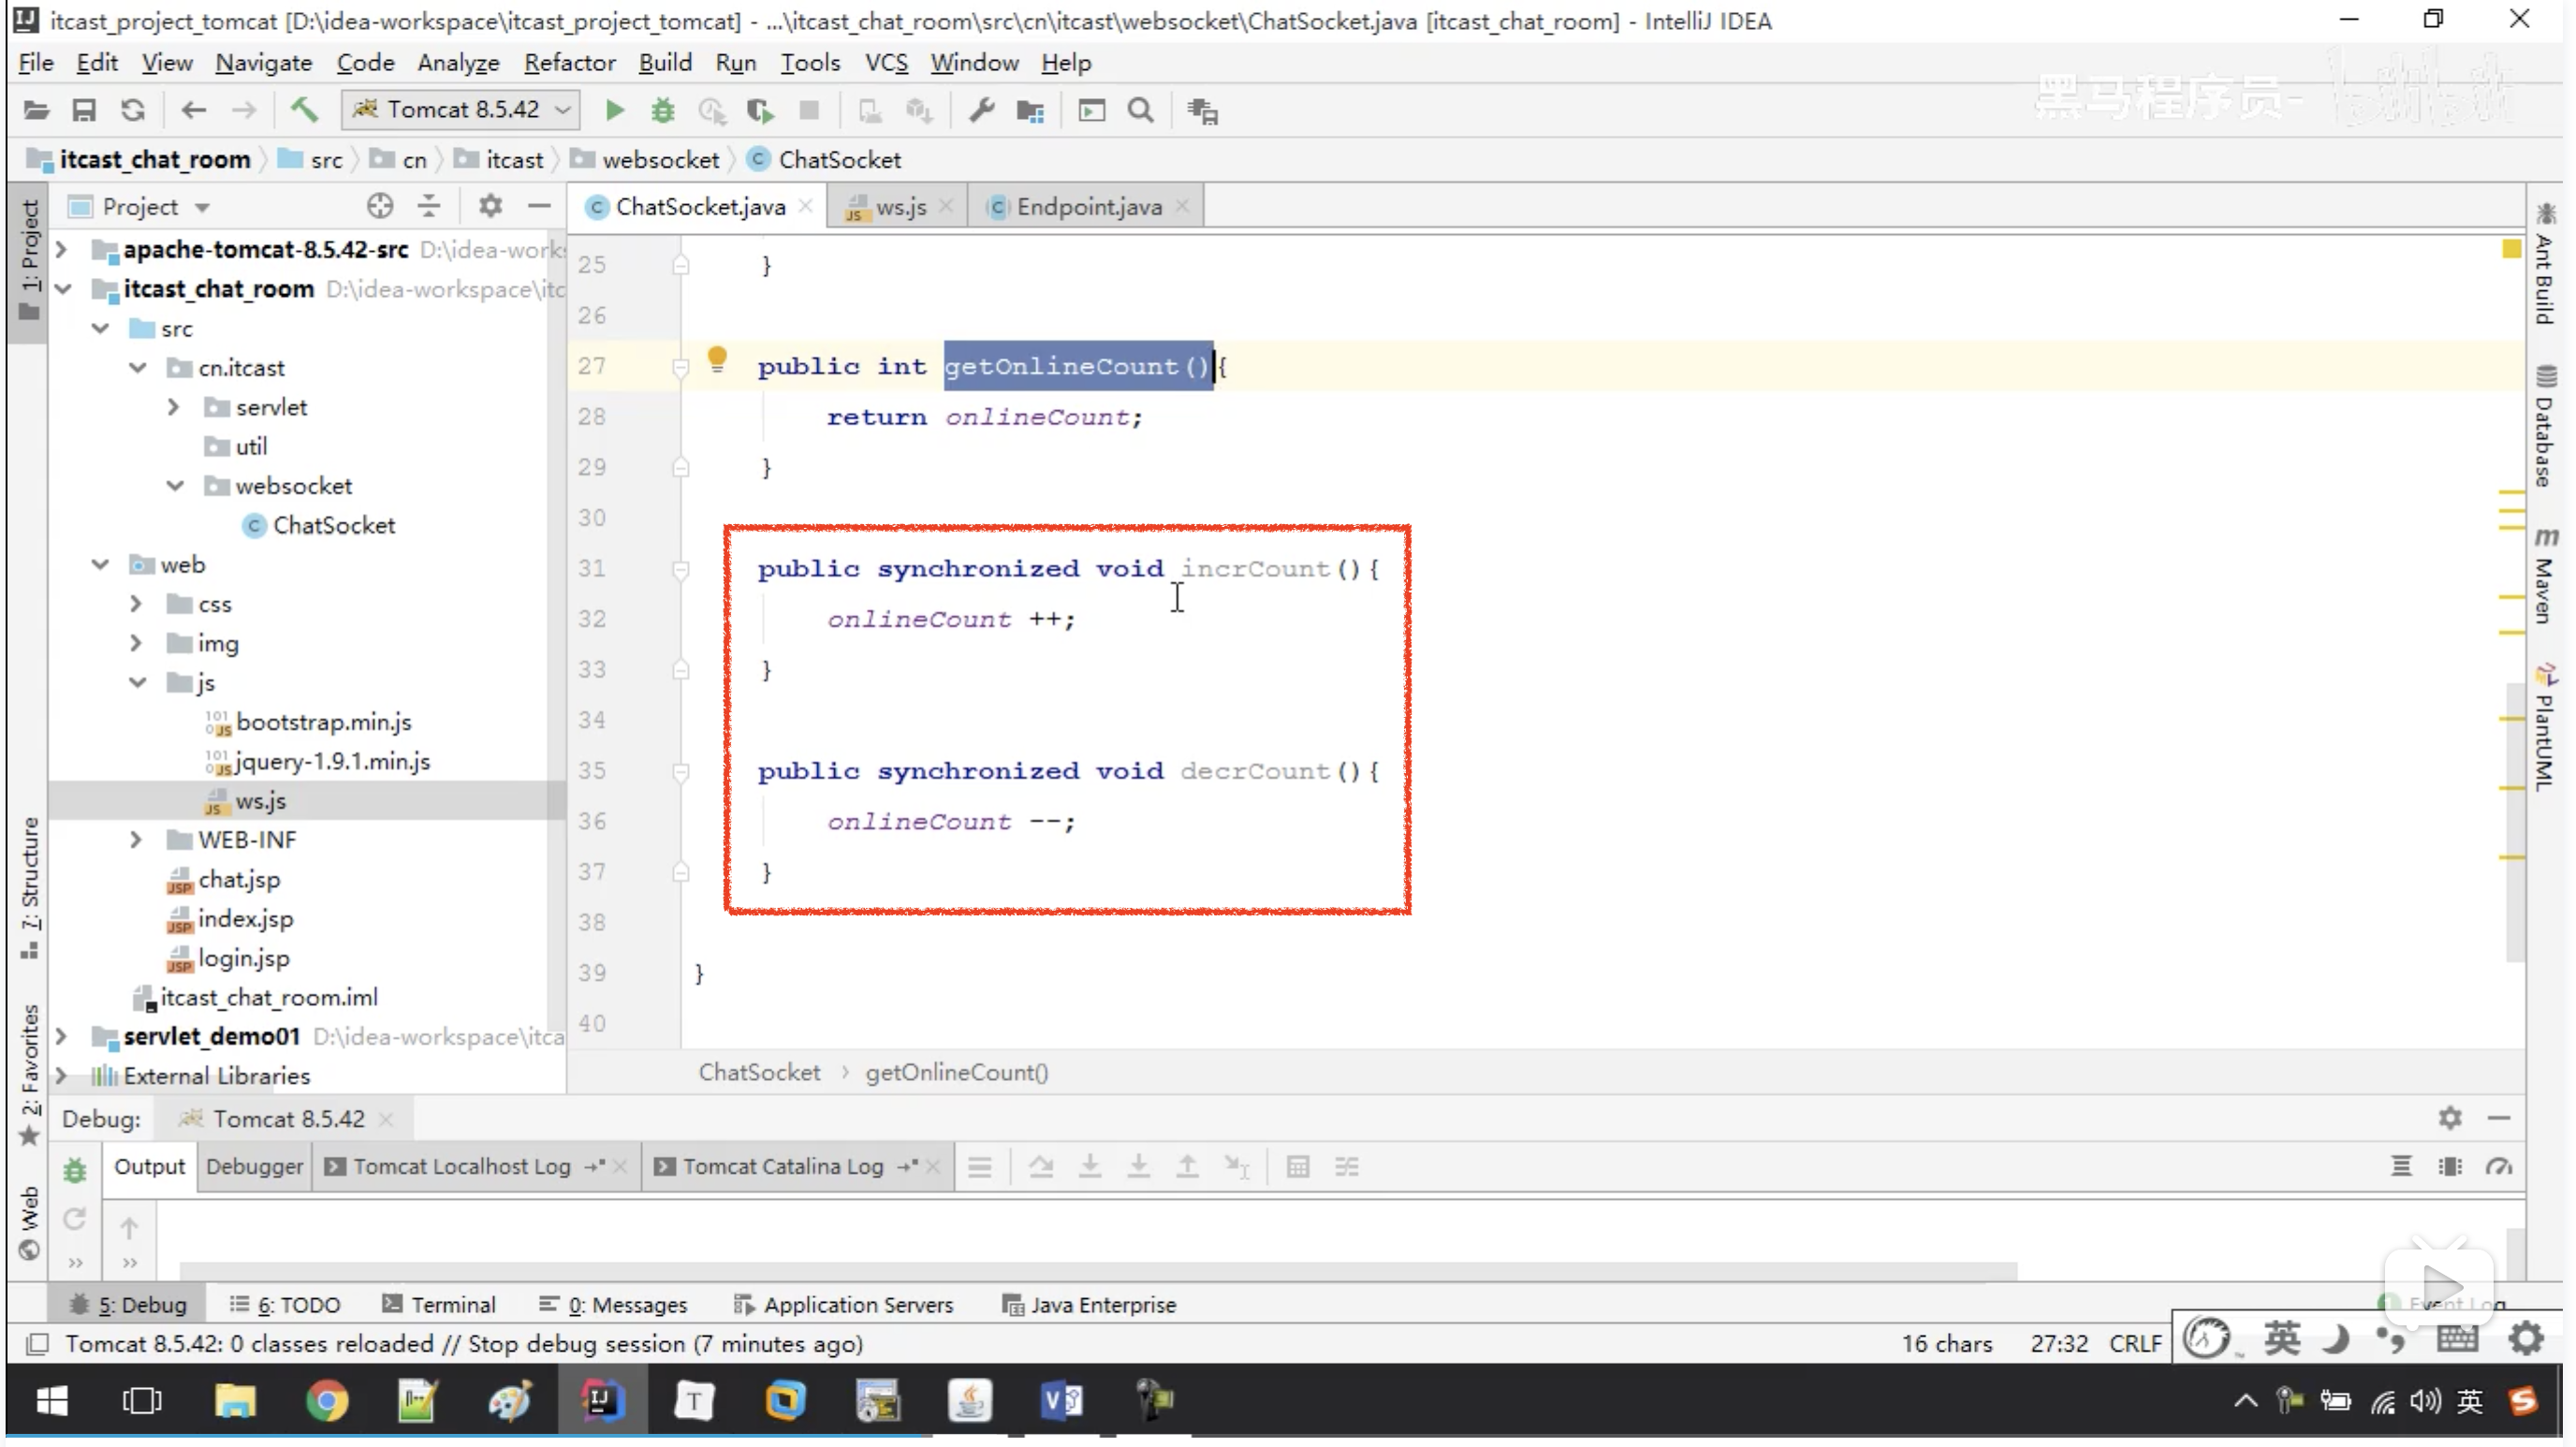 itcast_project_tomcat [D:\idea-workspace\itcast_project_tomcat] - ...\itcast_chat_room\src\cn\itcast\websocket\ChatSocket.java [itcast_chat_room] - IntelliJ IDEA
File Edit View Navigate Code Analyze Refactor Build Run Tools VCS Window Help
黑马程序员- bilibili
Tomcat 8.5.42
itcast_chat_room src cn itcast websocket ChatSocket
1: Project
Project
ChatSocket.java ws.js Endpoint.java
apache-tomcat-8.5.42-src D:\idea-works
itcast_chat_room D:\idea-workspace\itc
src
cn.itcast
servlet
util
websocket
ChatSocket
web
css
img
js
bootstrap.min.js
jquery-1.9.1.min.js
ws.js
WEB-INF
chat.jsp
index.jsp
login.jsp
itcast_chat_room.iml
servlet_demo01 D:\idea-workspace\itca
External Libraries
25 }
26
27 public int getOnlineCount(){
28 return onlineCount;
29 }
30
31 public synchronized void incrCount(){
32 onlineCount ++;
33 }
34
35 public synchronized void decrCount(){
36 onlineCount --;
37 }
38
39 }
40
ChatSocket › getOnlineCount()
Ant Build
Database
Maven
PlantUML
7: Structure
2: Favorites
Web
Debug: Tomcat 8.5.42
Output Debugger Tomcat Localhost Log Tomcat Catalina Log
5: Debug 6: TODO Terminal 0: Messages Application Servers Java Enterprise Event Log
Tomcat 8.5.42: 0 classes reloaded // Stop debug session (7 minutes ago) 16 chars 27:32 CRLF 英
英